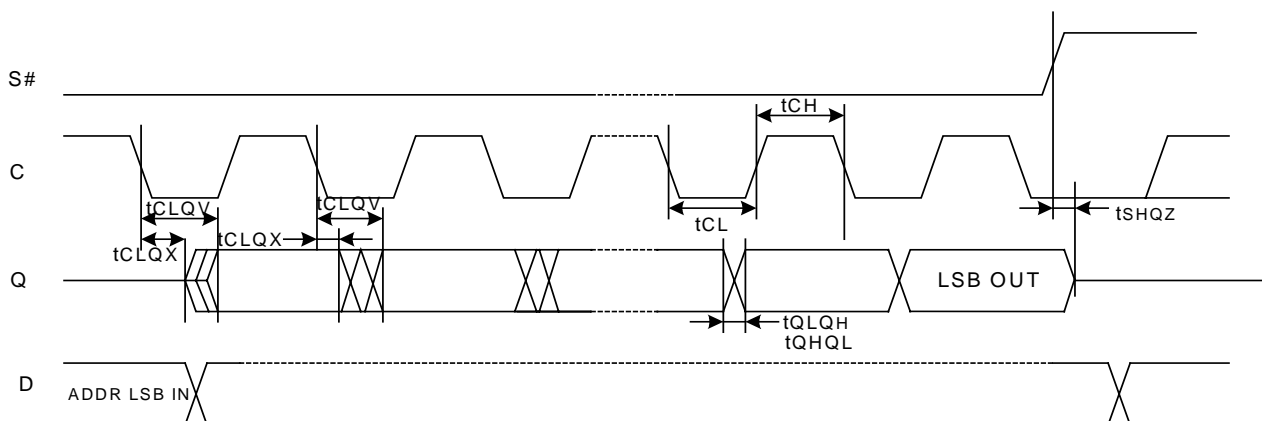 S#
tCH
C
tCLQV
tCLQV
tCL
tSHQZ
tCLQX
tCLQX
Q
LSB OUT
tQLQH
tQHQL
D
ADDR LSB IN